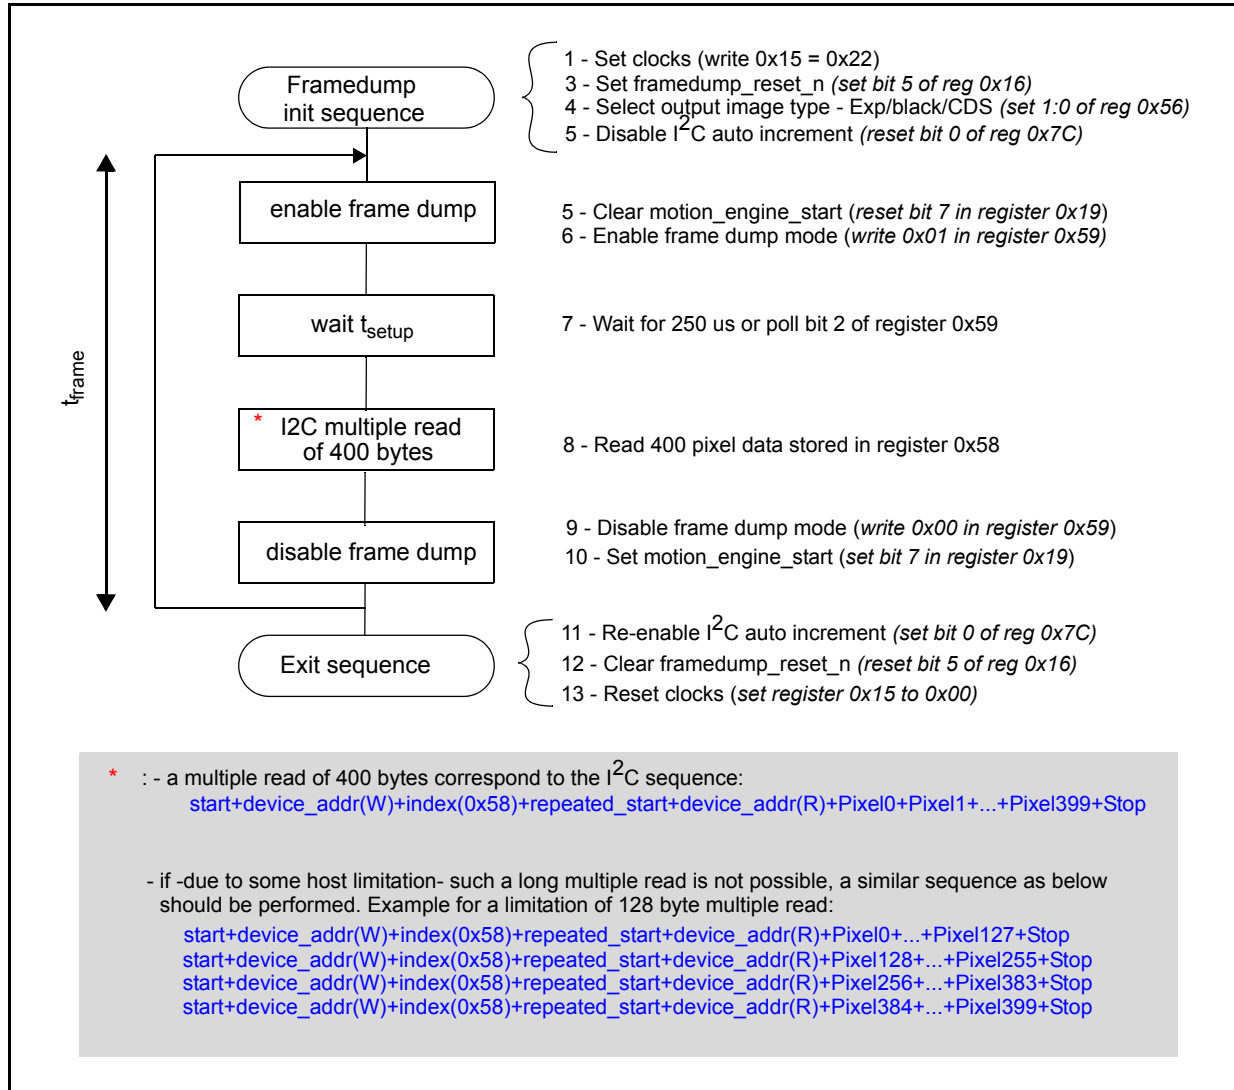 Framedump
init sequence
1 - Set clocks (write 0x15 = 0x22)
3 - Set framedump_reset_n (set bit 5 of reg 0x16)
4 - Select output image type - Exp/black/CDS (set 1:0 of reg 0x56)
5 - Disable I2C auto increment (reset bit 0 of reg 0x7C)
enable frame dump
5 - Clear motion_engine_start (reset bit 7 in register 0x19)
6 - Enable frame dump mode (write 0x01 in register 0x59)
wait tsetup
7 - Wait for 250 us or poll bit 2 of register 0x59
tframe
* I2C multiple read
of 400 bytes
8 - Read 400 pixel data stored in register 0x58
disable frame dump
9 - Disable frame dump mode (write 0x00 in register 0x59)
10 - Set motion_engine_start (set bit 7 in register 0x19)
Exit sequence
11 - Re-enable I2C auto increment (set bit 0 of reg 0x7C)
12 - Clear framedump_reset_n (reset bit 5 of reg 0x16)
13 - Reset clocks (set register 0x15 to 0x00)
* : - a multiple read of 400 bytes correspond to the I2C sequence:
start+device_addr(W)+index(0x58)+repeated_start+device_addr(R)+Pixel0+Pixel1+...+Pixel399+Stop
- if -due to some host limitation- such a long multiple read is not possible, a similar sequence as below
should be performed. Example for a limitation of 128 byte multiple read:
start+device_addr(W)+index(0x58)+repeated_start+device_addr(R)+Pixel0+...+Pixel127+Stop
start+device_addr(W)+index(0x58)+repeated_start+device_addr(R)+Pixel128+...+Pixel255+Stop
start+device_addr(W)+index(0x58)+repeated_start+device_addr(R)+Pixel256+...+Pixel383+Stop
start+device_addr(W)+index(0x58)+repeated_start+device_addr(R)+Pixel384+...+Pixel399+Stop